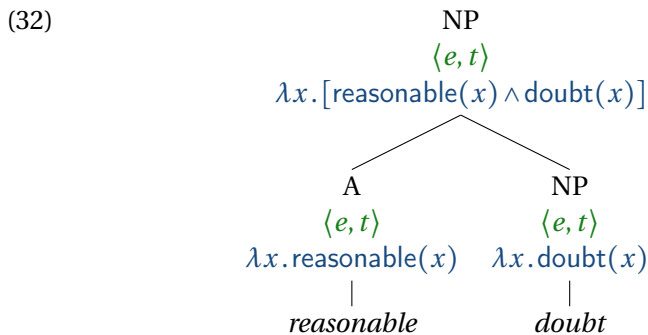 (32) NP
⟨e, t⟩
λx.[reasonable(x) ∧ doubt(x)]
A NP
⟨e, t⟩ ⟨e, t⟩
λx.reasonable(x) λx.doubt(x)
reasonable doubt